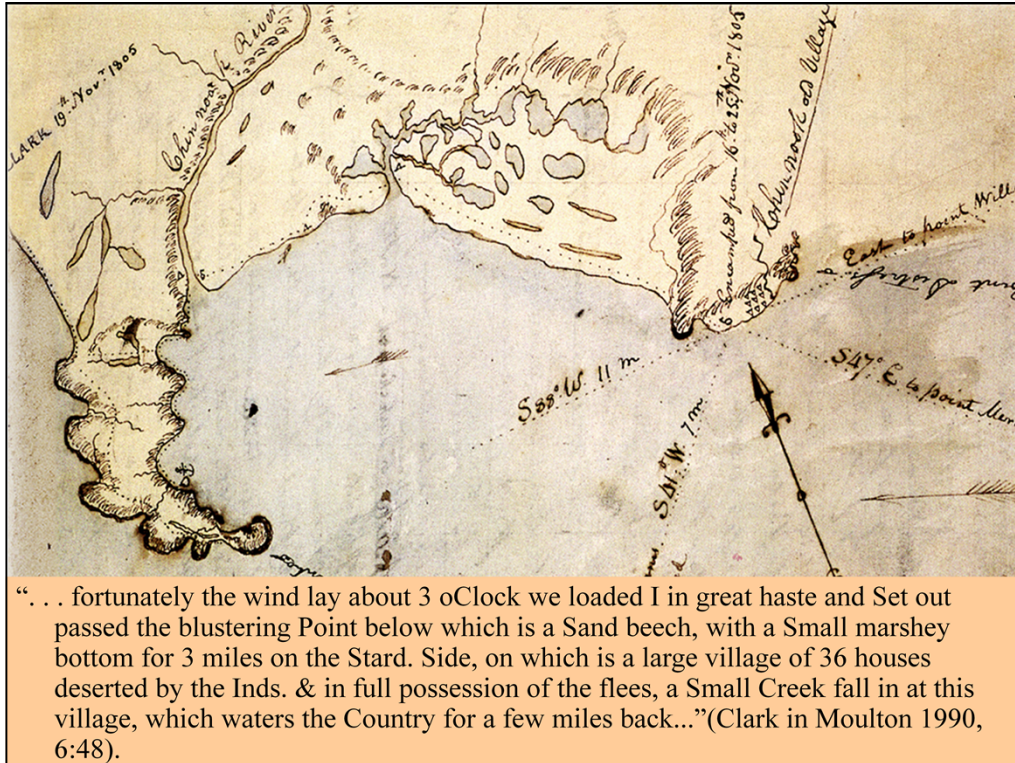 CLARK 19th Novr 1805
Chinnook River
Encamped from 16th to 25th Novr 1805
Chinnook old Village
East to point Will
S 88° W. 11 m
S 47° E. to point Mer
S 41° W 7 m
“. . . fortunately the wind lay about 3 oClock we loaded I in great haste and Set out
passed the blustering Point below which is a Sand beech, with a Small marshey
bottom for 3 miles on the Stard. Side, on which is a large village of 36 houses
deserted by the Inds. & in full possession of the flees, a Small Creek fall in at this
village, which waters the Country for a few miles back...”(Clark in Moulton 1990,
6:48).